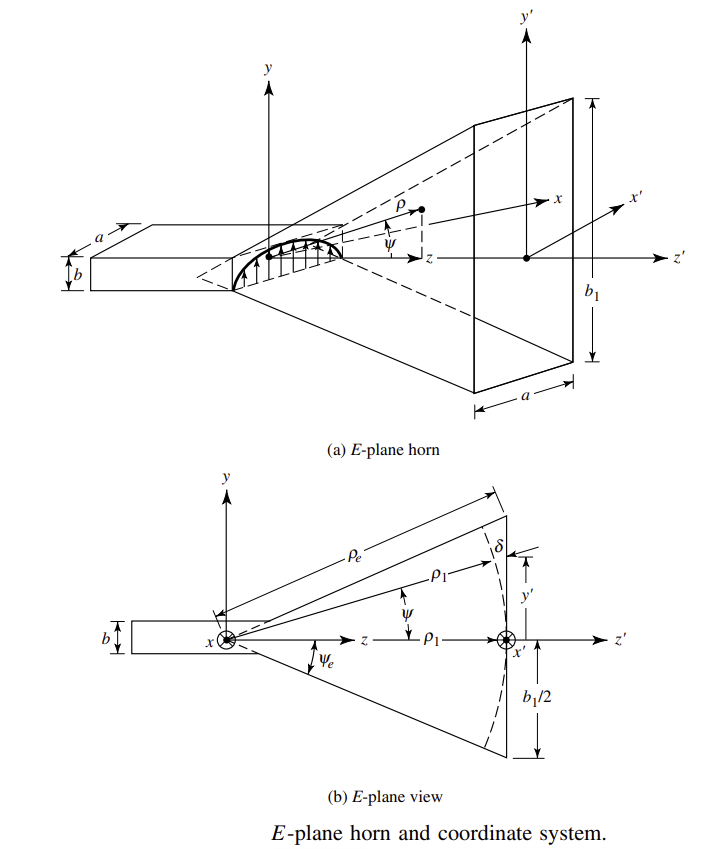 y′
y
ρ
x
x′
a
ψ
b
z
z′
b₁
a
(a) E-plane horn
y
δ
ρₑ
ρ₁
ψ
y′
b
x
z
ρ₁
x′
z′
ψₑ
b₁/2
(b) E-plane view
E-plane horn and coordinate system.